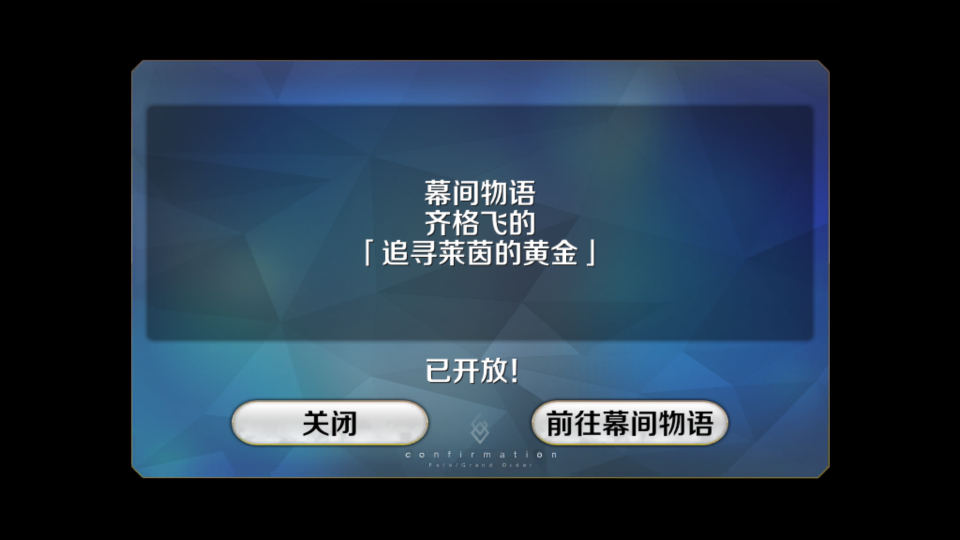 幕间物语
齐格飞的
「追寻莱茵的黄金」
已开放!
关闭
前往幕间物语
confirmation
Fate/Grand Order